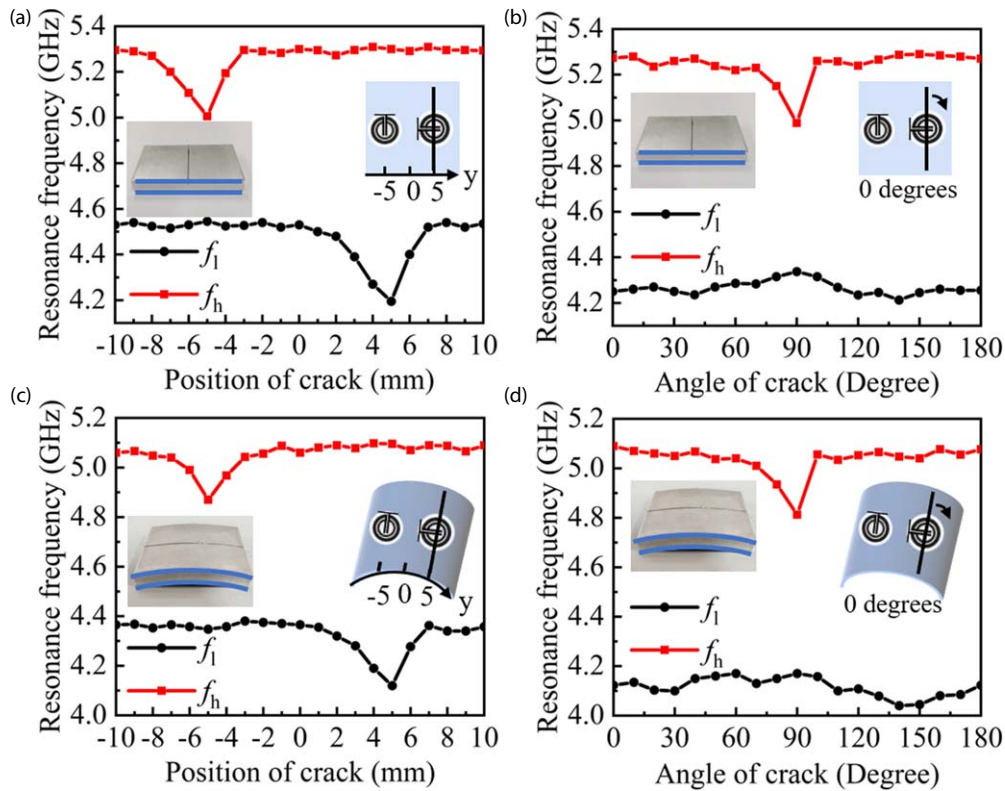 (a)
Resonance frequency (GHz)
5.4
5.2
5.0
4.8
4.6
4.4
4.2
-5 0 5 y
f_l
f_h
-10 -8 -6 -4 -2 0 2 4 6 8 10
Position of crack (mm)
(b)
Resonance frequency (GHz)
5.4
5.2
5.0
4.8
4.6
4.4
4.2
0 degrees
f_l
f_h
0 30 60 90 120 150 180
Angle of crack (Degree)
(c)
Resonance frequency (GHz)
5.2
5.0
4.8
4.6
4.4
4.2
4.0
-5 0 5 y
f_l
f_h
-10 -8 -6 -4 -2 0 2 4 6 8 10
Position of crack (mm)
(d)
Resonance frequency (GHz)
5.2
5.0
4.8
4.6
4.4
4.2
4.0
0 degrees
f_l
f_h
0 30 60 90 120 150 180
Angle of crack (Degree)